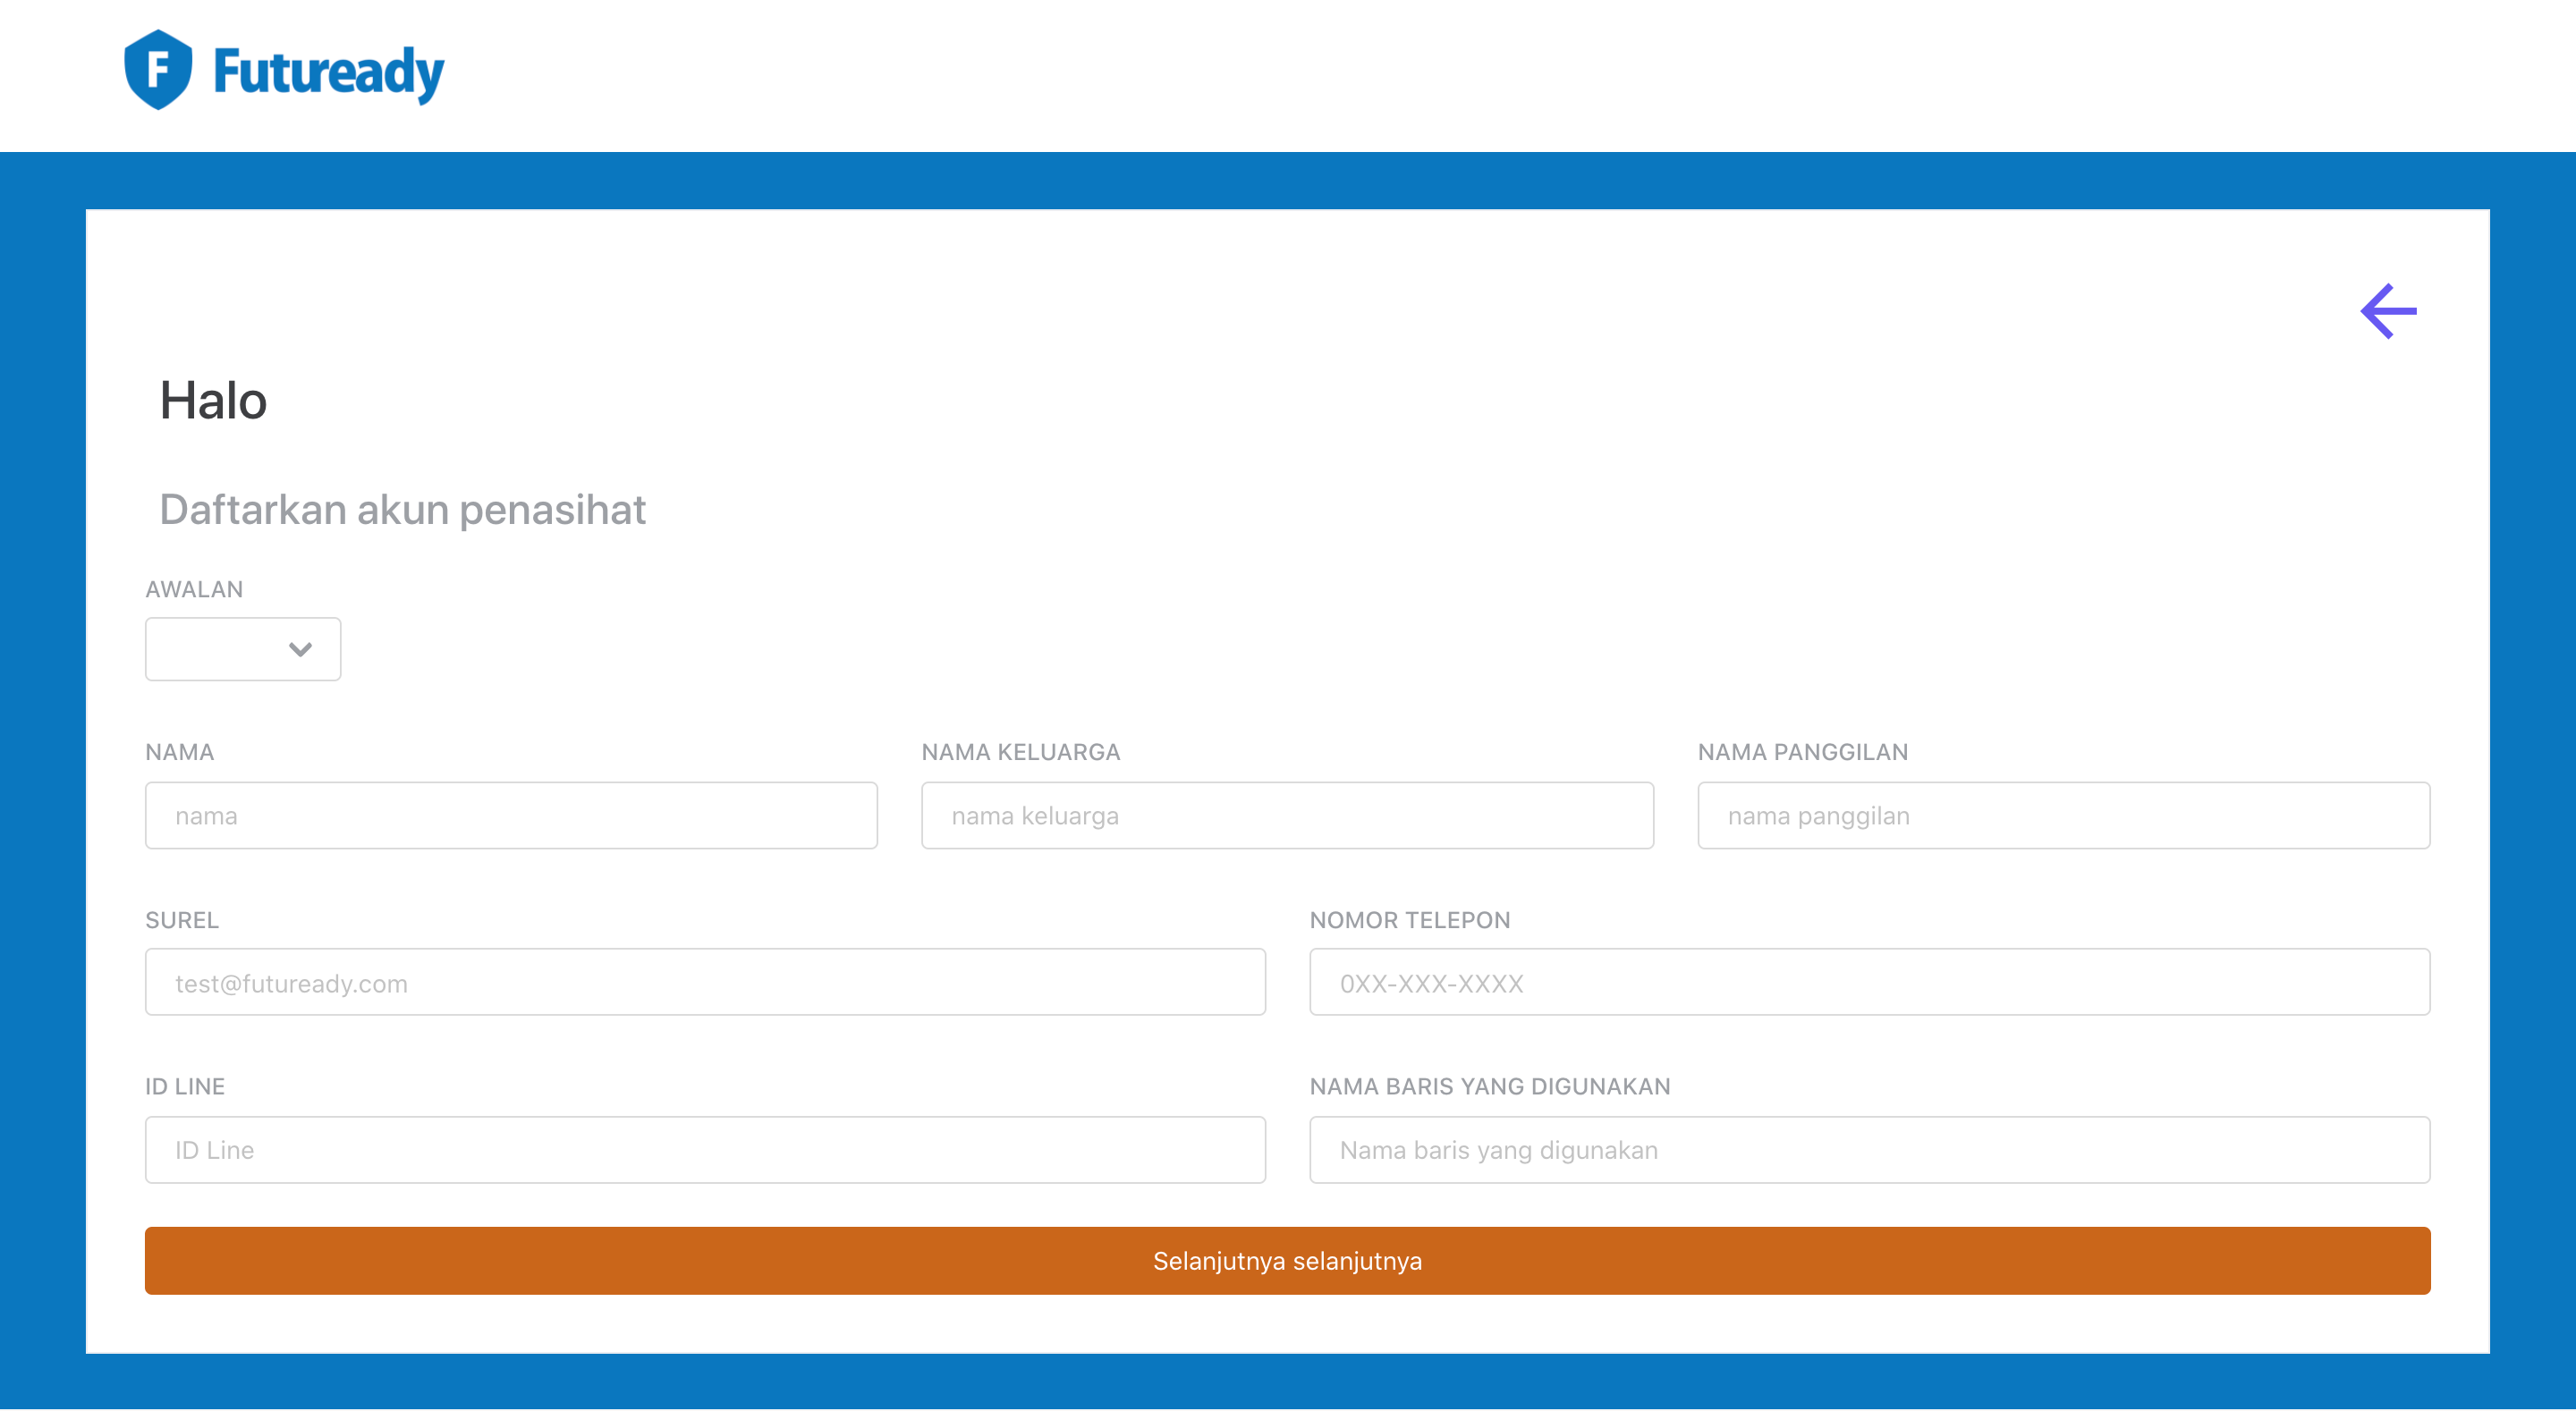 F Futuready
Halo
Daftarkan akun penasihat
AWALAN
NAMA NAMA KELUARGA NAMA PANGGILAN
nama nama keluarga nama panggilan
SUREL NOMOR TELEPON
test@futuready.com 0XX-XXX-XXXX
ID LINE NAMA BARIS YANG DIGUNAKAN
ID Line Nama baris yang digunakan
Selanjutnya selanjutnya